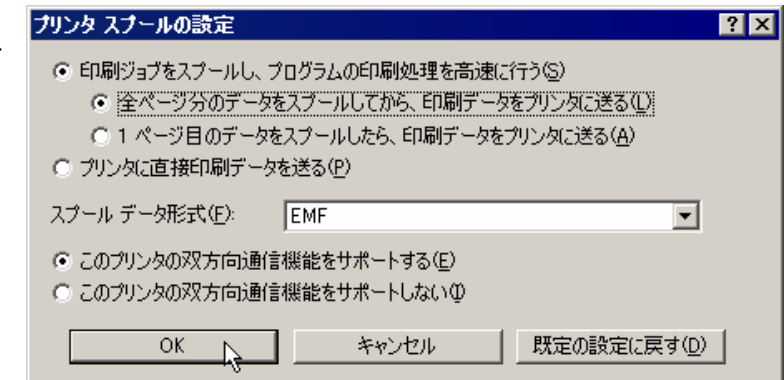 プリンタ スプールの設定
印刷ジョブをスプールし、プログラムの印刷処理を高速に行う(S)
全ページ分のデータをスプールしてから、印刷データをプリンタに送る(L)
1 ページ目のデータをスプールしたら、印刷データをプリンタに送る(A)
プリンタに直接印刷データを送る(P)
スプール データ形式(F): EMF
このプリンタの双方向通信機能をサポートする(E)
このプリンタの双方向通信機能をサポートしない(I)
OK キャンセル 既定の設定に戻す(D)